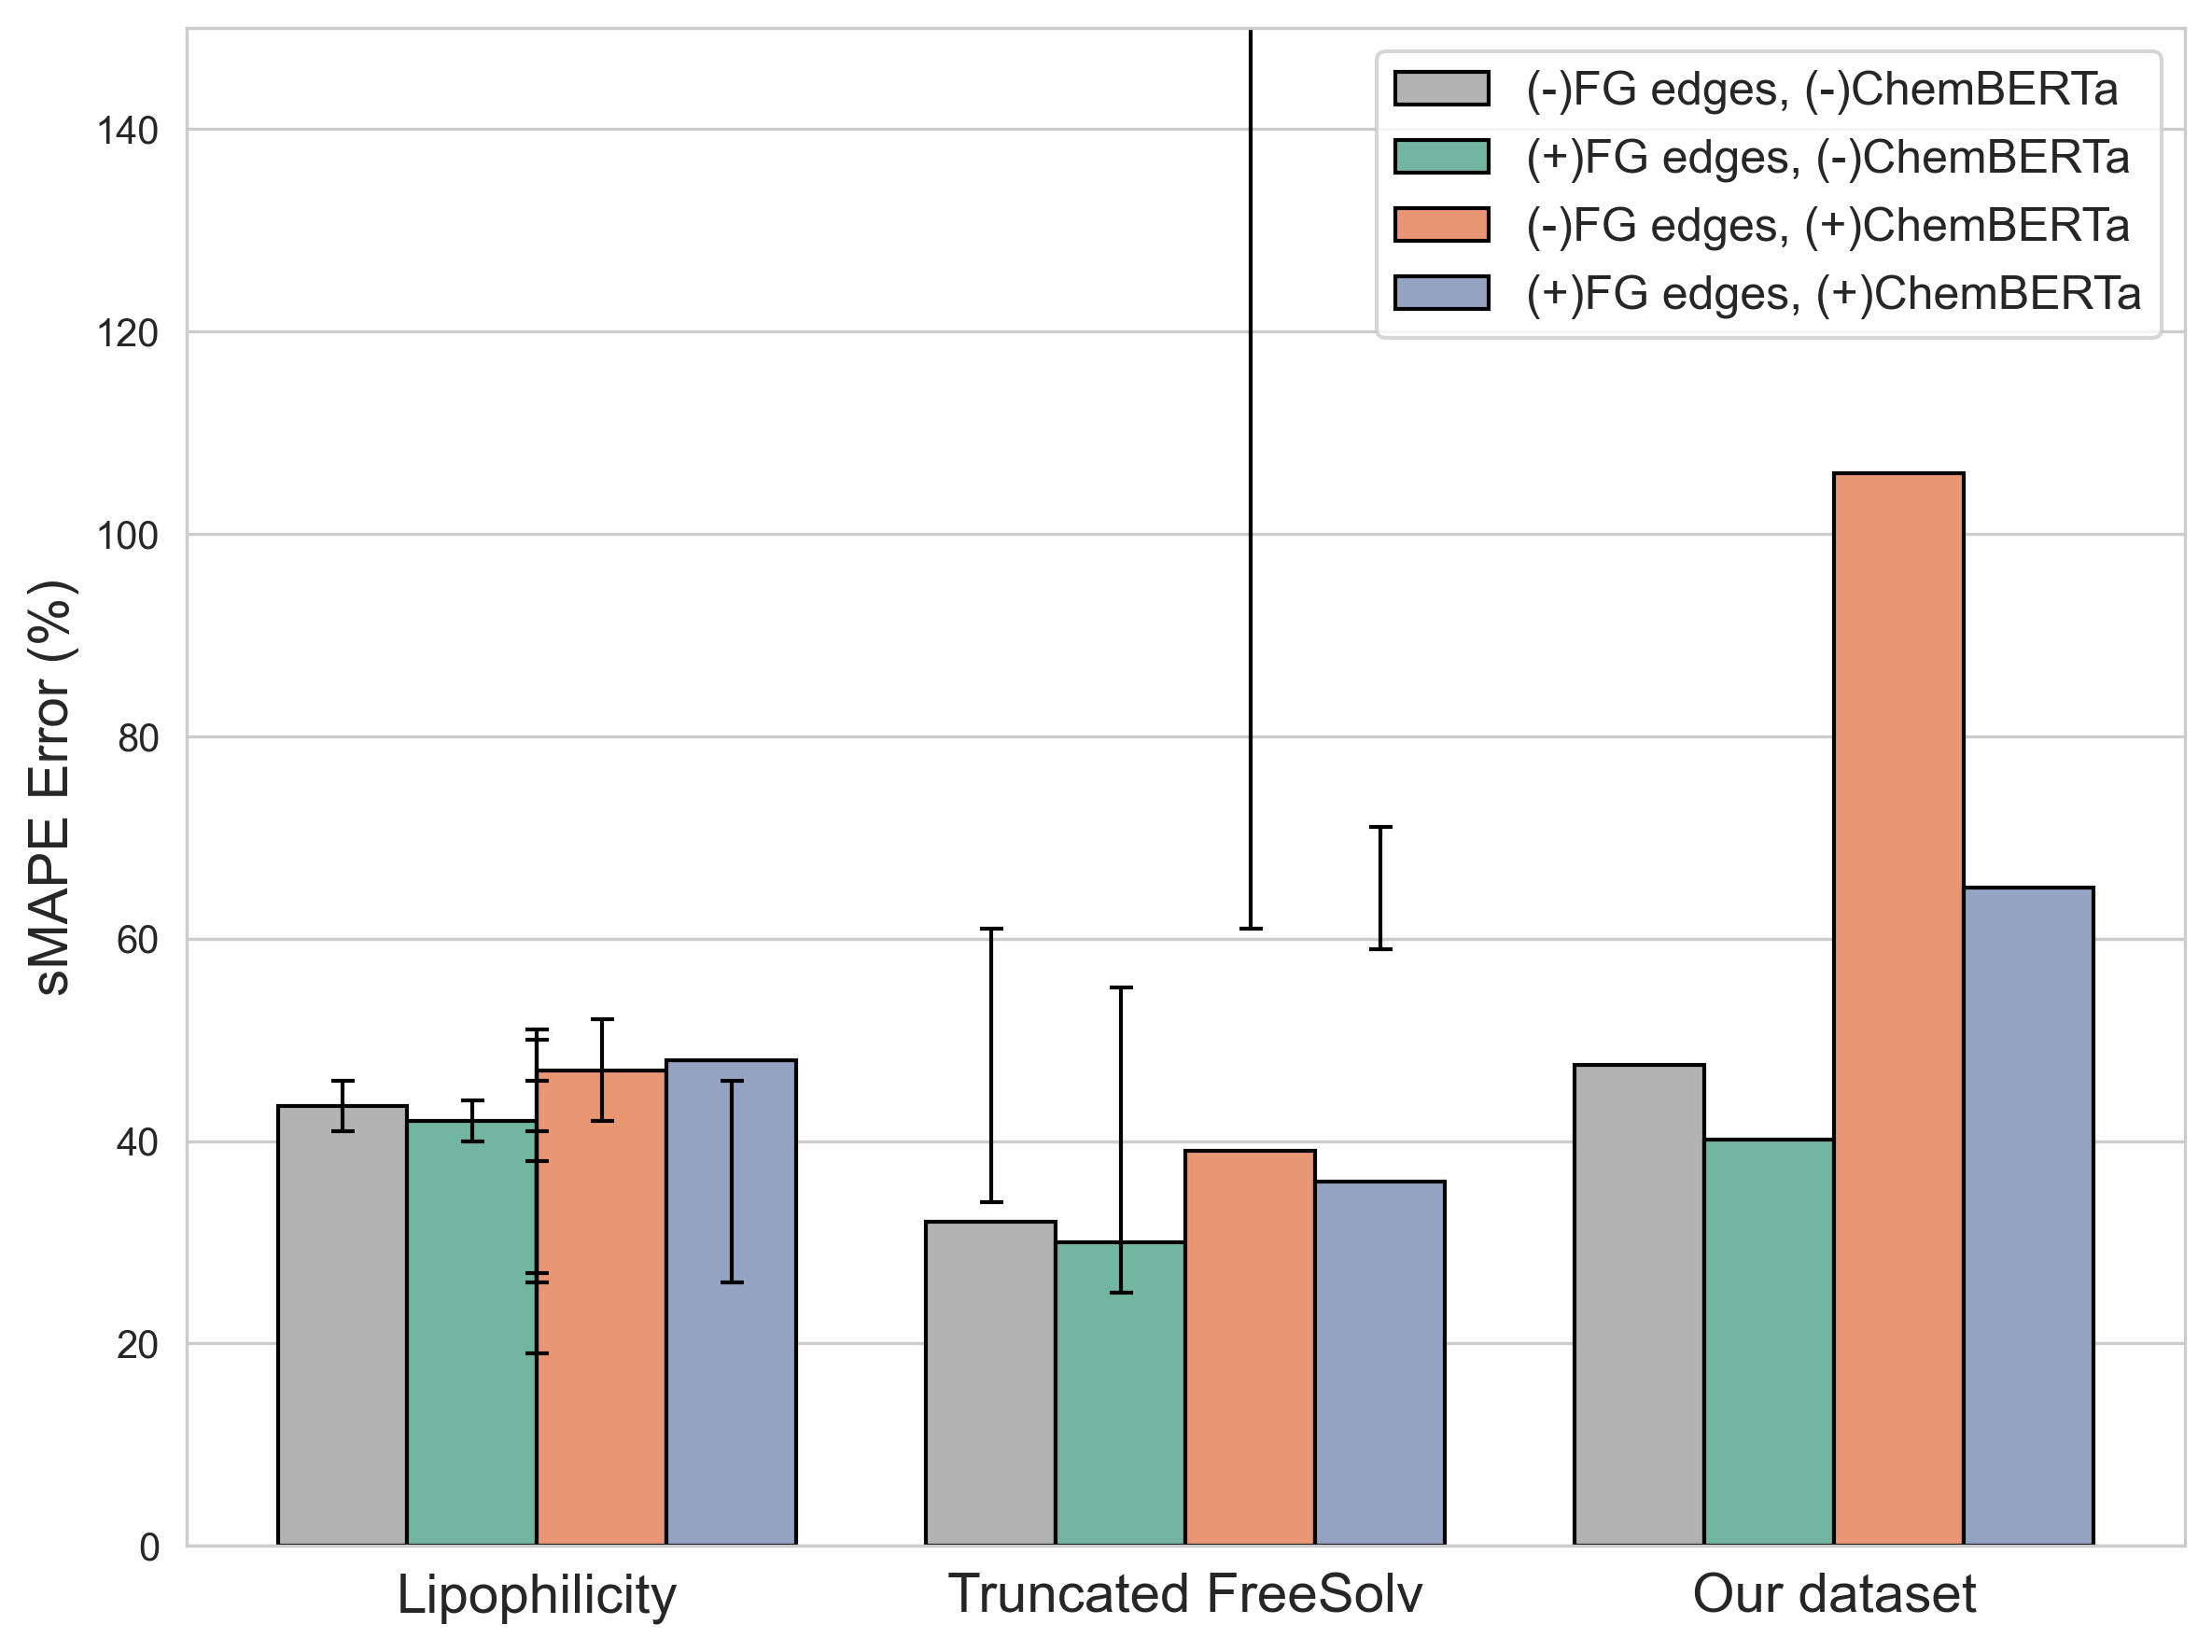 (-)FG edges, (-)ChemBERTa
(+)FG edges, (-)ChemBERTa
(-)FG edges, (+)ChemBERTa
(+)FG edges, (+)ChemBERTa
sMAPE Error (%)
140
120
100
80
60
40
20
0
Lipophilicity
Truncated FreeSolv
Our dataset